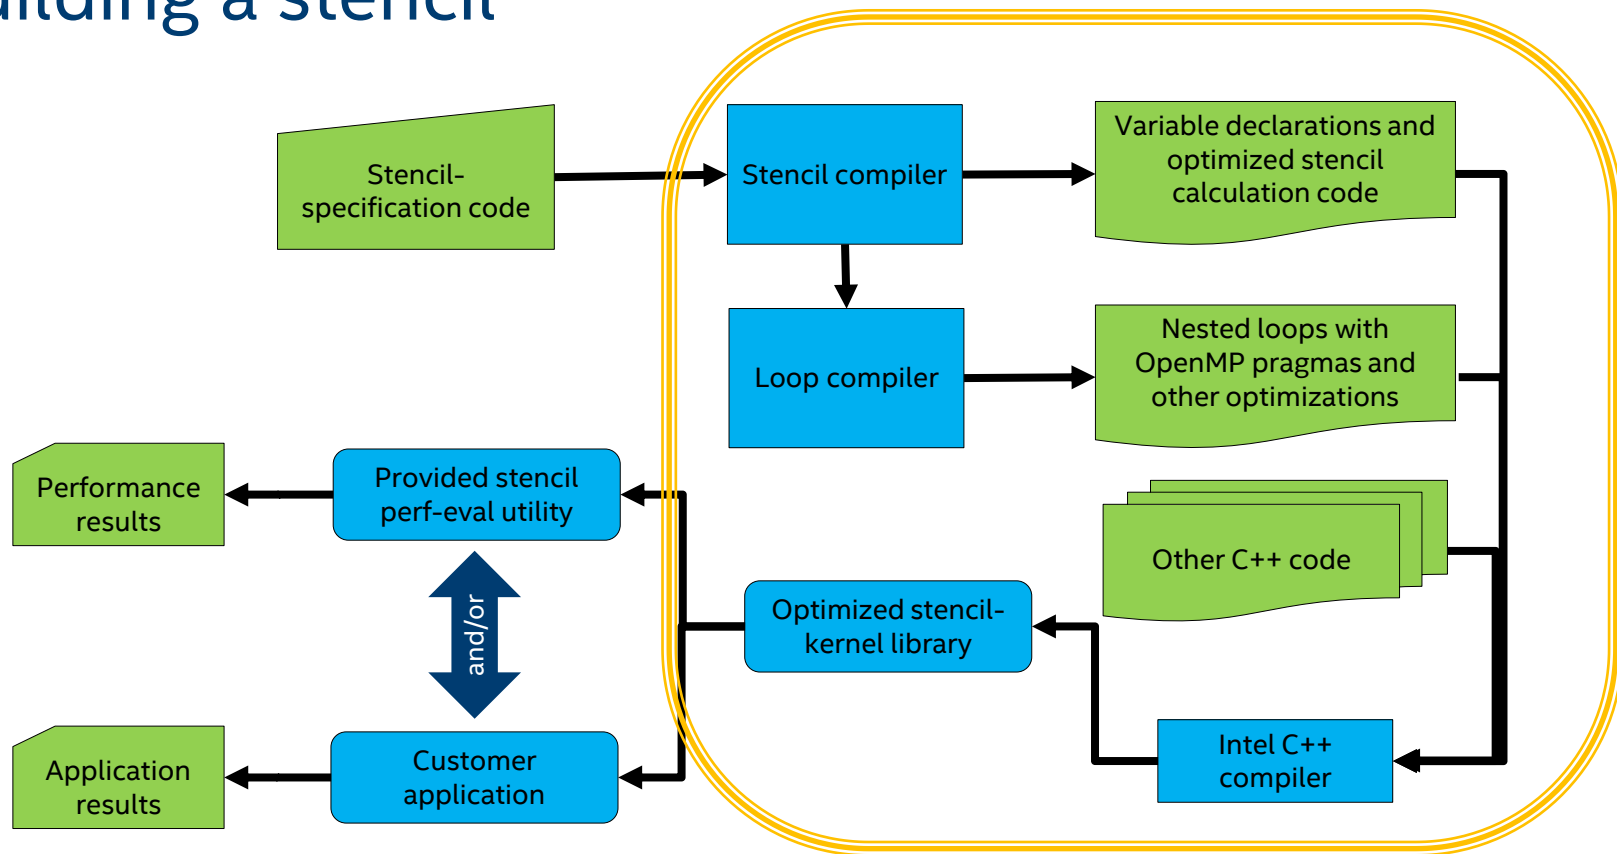 uilding a stencil
Stencil-
specification code
Stencil compiler
Variable declarations and
optimized stencil
calculation code
Loop compiler
Nested loops with
OpenMP pragmas and
other optimizations
Performance
results
Provided stencil
perf-eval utility
Other C++ code
and/or
Optimized stencil-
kernel library
Application
results
Customer
application
Intel C++
compiler